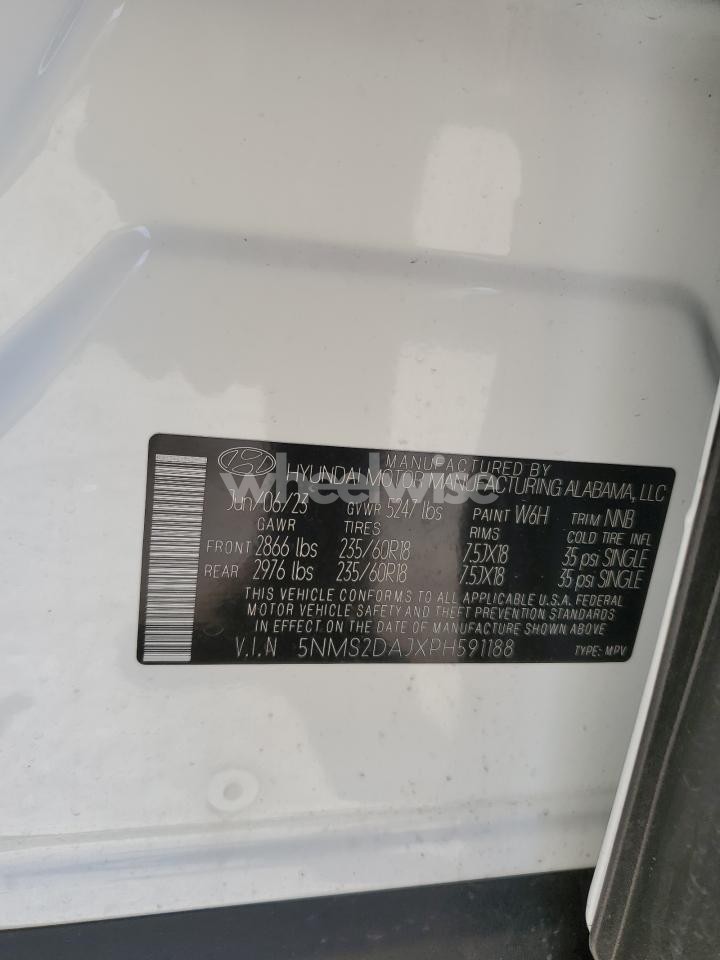 MANUFACTURED BY
HYUNDAI MOTOR MANUFACTURING ALABAMA, LLC
Jun/06/23 GVWR 5247 lbs PAINT W6H TRIM NNB
GAWR TIRES RIMS COLD TIRE INFL
FRONT 2866 lbs 235/60R18 7.5JX18 35 psi SINGLE
REAR 2976 lbs 235/60R18 7.5JX18 35 psi SINGLE
THIS VEHICLE CONFORMS TO ALL APPLICABLE U.S.A. FEDERAL
MOTOR VEHICLE SAFETY AND THEFT PREVENTION STANDARDS
IN EFFECT ON THE DATE OF MANUFACTURE SHOWN ABOVE
V.I.N 5NMS2DAJXPH591188 TYPE: MPV
wheelwise